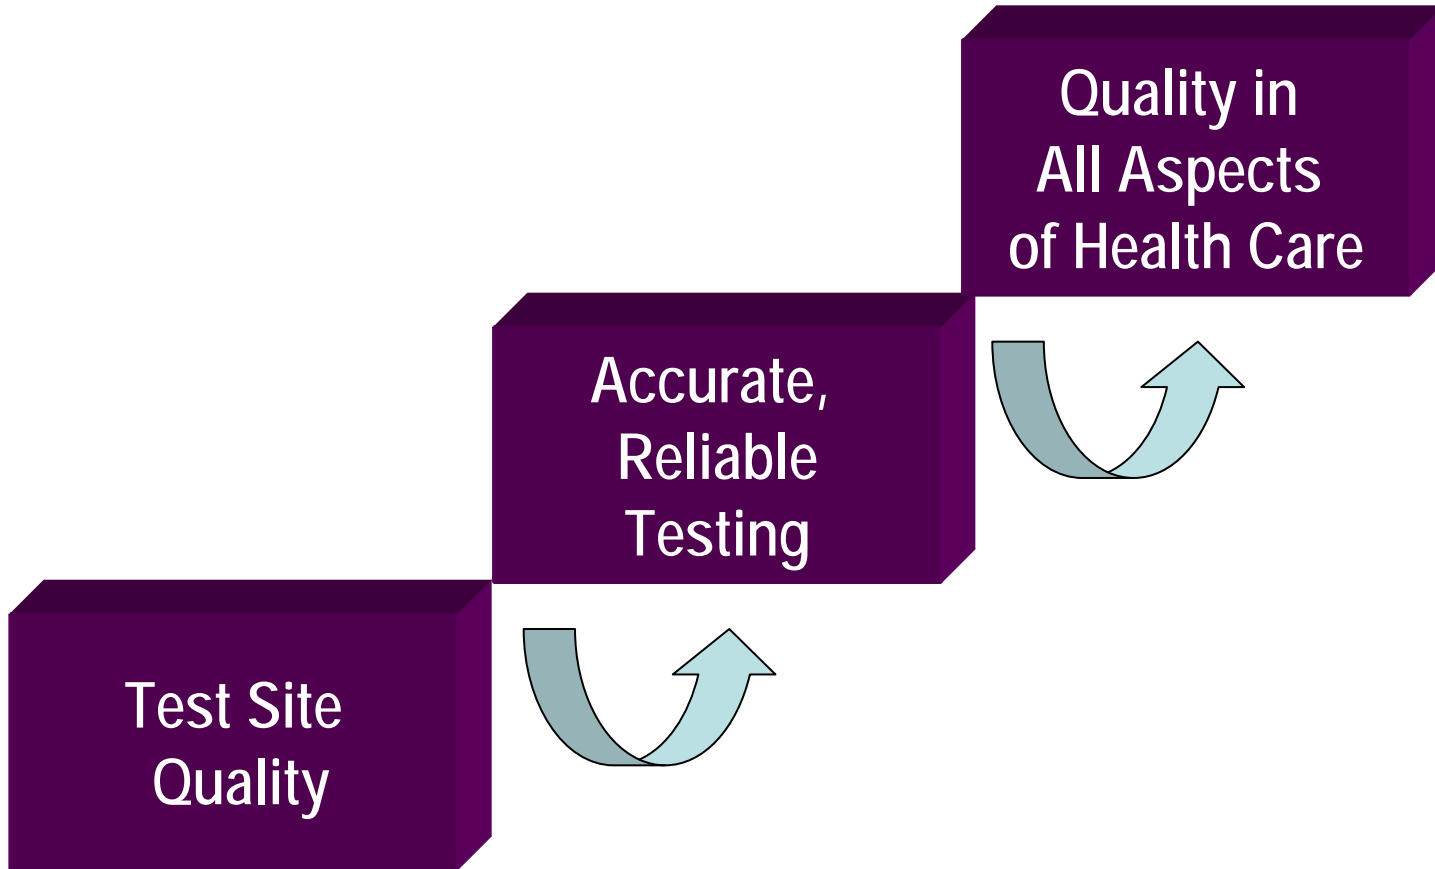 Quality in
All Aspects
of Health Care
Accurate,
Reliable
Testing
Test Site
Quality